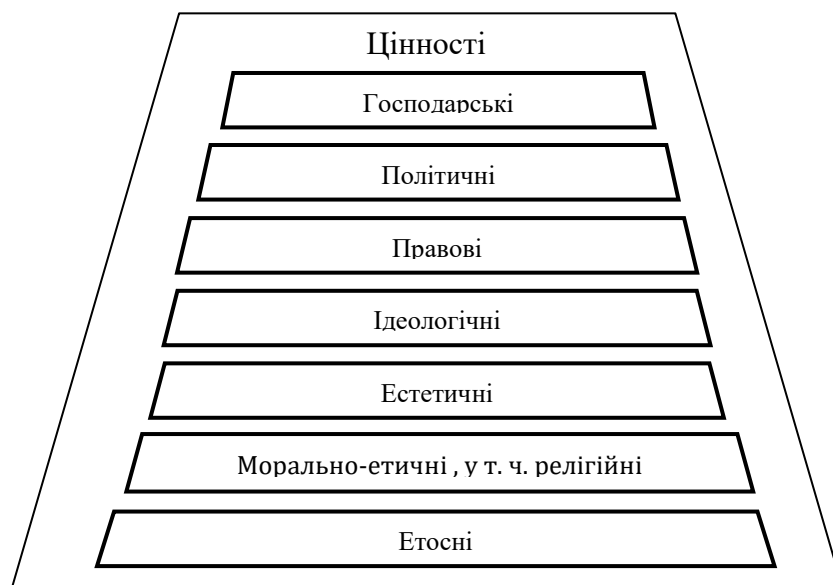 Цінності
Господарські
Політичні
Правові
Ідеологічні
Естетичні
Морально-етичні , у т. ч. релігійні
Етосні